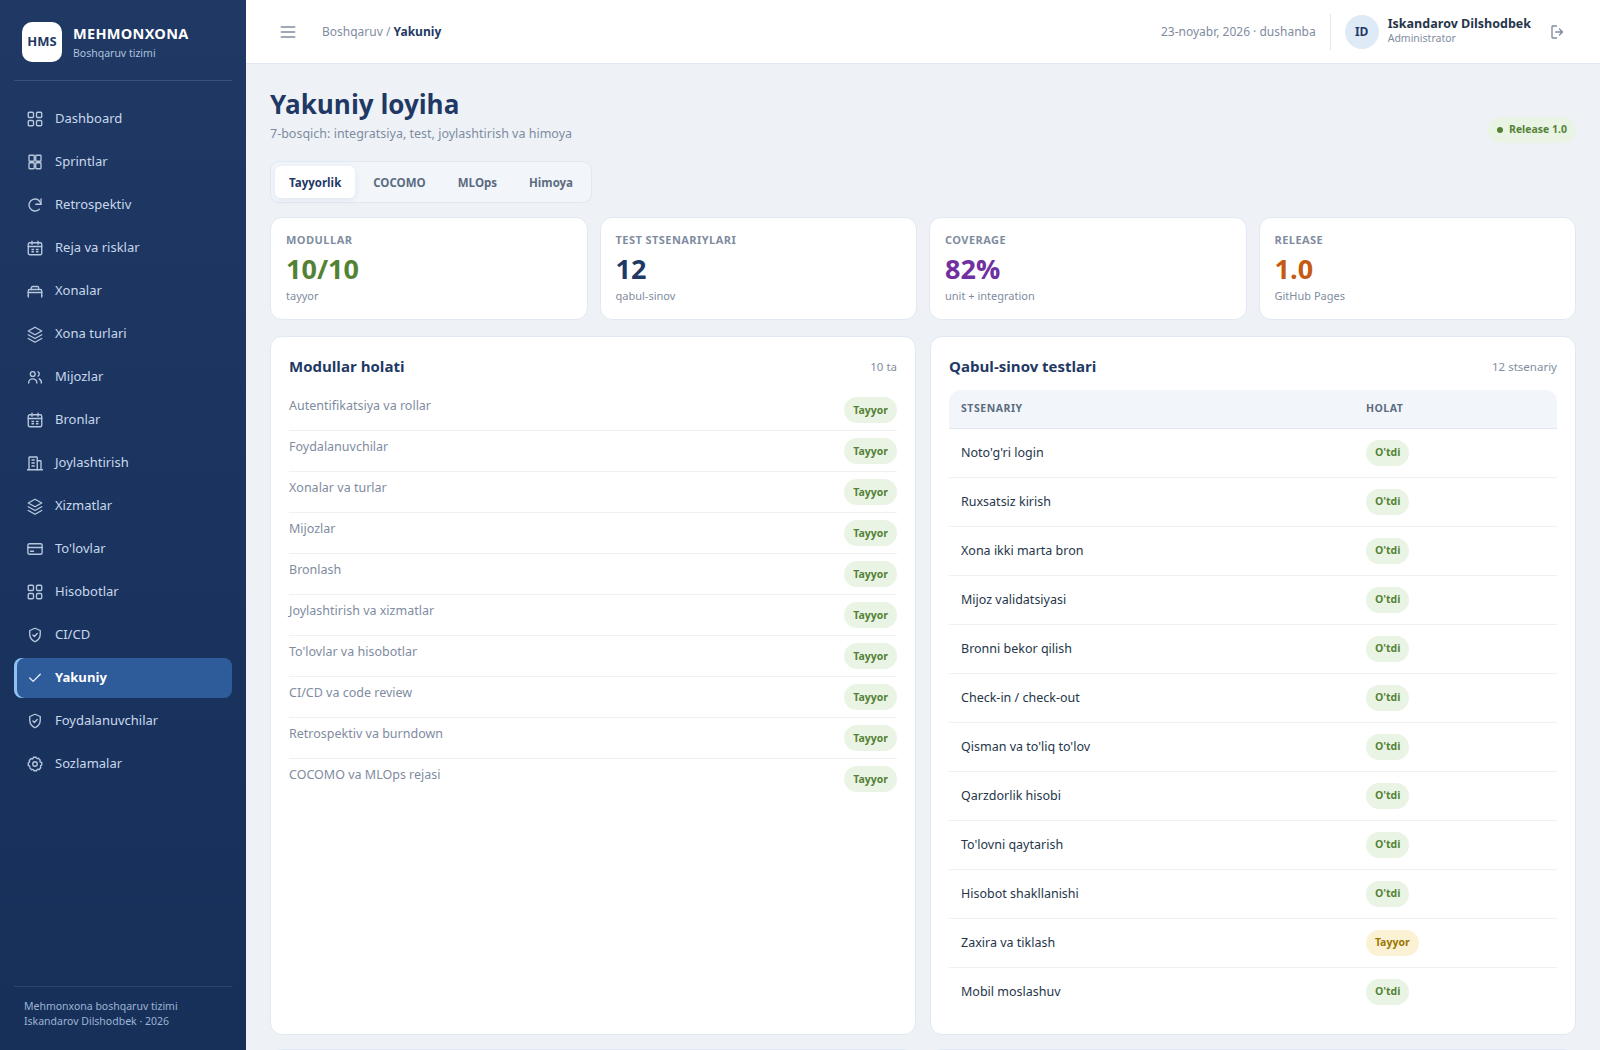 HMS
MEHMONXONA
Boshqaruv tizimi
Dashboard
Sprintlar
Retrospektiv
Reja va risklar
Xonalar
Xona turlari
Mijozlar
Bronlar
Joylashtirish
Xizmatlar
To'lovlar
Hisobotlar
CI/CD
Yakuniy
Foydalanuvchilar
Sozlamalar
Mehmonxona boshqaruv tizimi
Iskandarov Dilshodbek · 2026
Boshqaruv / Yakuniy
23-noyabr, 2026 · dushanba
ID
Iskandarov Dilshodbek
Administrator
Yakuniy loyiha
7-bosqich: integratsiya, test, joylashtirish va himoya
Release 1.0
Tayyorlik COCOMO MLOps Himoya
MODULLAR
10/10
tayyor
TEST STSENARIYLARI
12
qabul-sinov
COVERAGE
82%
unit + integration
RELEASE
1.0
GitHub Pages
Modullar holati 10 ta
Autentifikatsiya va rollar Tayyor
Foydalanuvchilar Tayyor
Xonalar va turlar Tayyor
Mijozlar Tayyor
Bronlash Tayyor
Joylashtirish va xizmatlar Tayyor
To'lovlar va hisobotlar Tayyor
CI/CD va code review Tayyor
Retrospektiv va burndown Tayyor
COCOMO va MLOps rejasi Tayyor
Qabul-sinov testlari 12 stsenariy
STSENARIY HOLAT
Noto'g'ri login O'tdi
Ruxsatsiz kirish O'tdi
Xona ikki marta bron O'tdi
Mijoz validatsiyasi O'tdi
Bronni bekor qilish O'tdi
Check-in / check-out O'tdi
Qisman va to'liq to'lov O'tdi
Qarzdorlik hisobi O'tdi
To'lovni qaytarish O'tdi
Hisobot shakllanishi O'tdi
Zaxira va tiklash Tayyor
Mobil moslashuv O'tdi